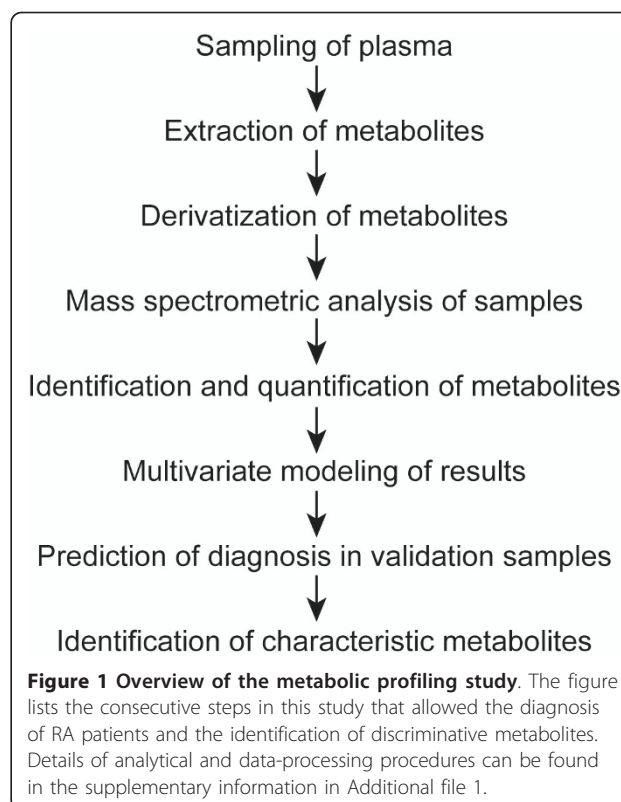 Sampling of plasma
Extraction of metabolites
Derivatization of metabolites
Mass spectrometric analysis of samples
Identification and quantification of metabolites
Multivariate modeling of results
Prediction of diagnosis in validation samples
Identification of characteristic metabolites
Figure 1 Overview of the metabolic profiling study. The figure
lists the consecutive steps in this study that allowed the diagnosis
of RA patients and the identification of discriminative metabolites.
Details of analytical and data-processing procedures can be found
in the supplementary information in Additional file 1.